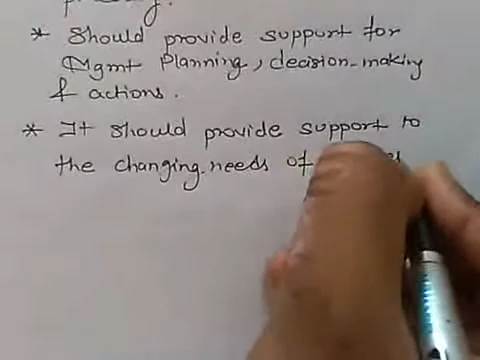 * Should provide support for
Mgmt Planning, decision-making
& actions.
* It should provide support to
the changing needs of